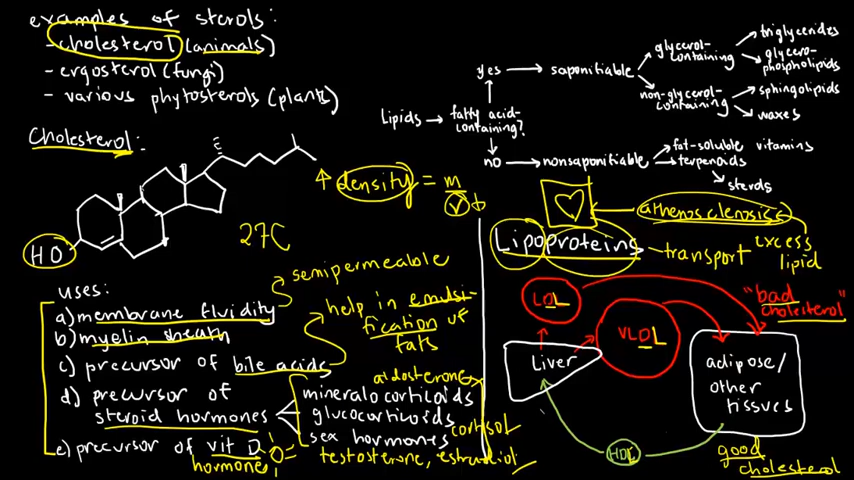 examples of sterols:
- cholesterol (animals)
- ergosterol (fungi)
- various phytosterols (plants)
Cholesterol:
HO
27C
uses:
a) membrane fluidity
semipermeable
b) myelin sheath
c) precursor of bile acids
help in emulsi-
fication of
fats
d) precursor of
steroid hormones
aldosterone
mineralocorticoids
glucocorticoids
sex hormones
cortisol
testosterone, estradiol
e) precursor of vit D
hormone
Lipids → fatty acid-
containing?
yes → saponifiable
glycerol-
containing
triglycerides
glycero-
phospholipids
non-glycerol-
containing
sphingolipids
waxes
no → nonsaponifiable
fat-soluble vitamins
terpenoids
sterols
↑ density = m
V ↓
atherosclerosis
Lipoproteins - transport excess
lipid
LDL
VLDL
"bad
cholesterol"
Liver
adipose/
other
tissues
HDL
good
cholesterol